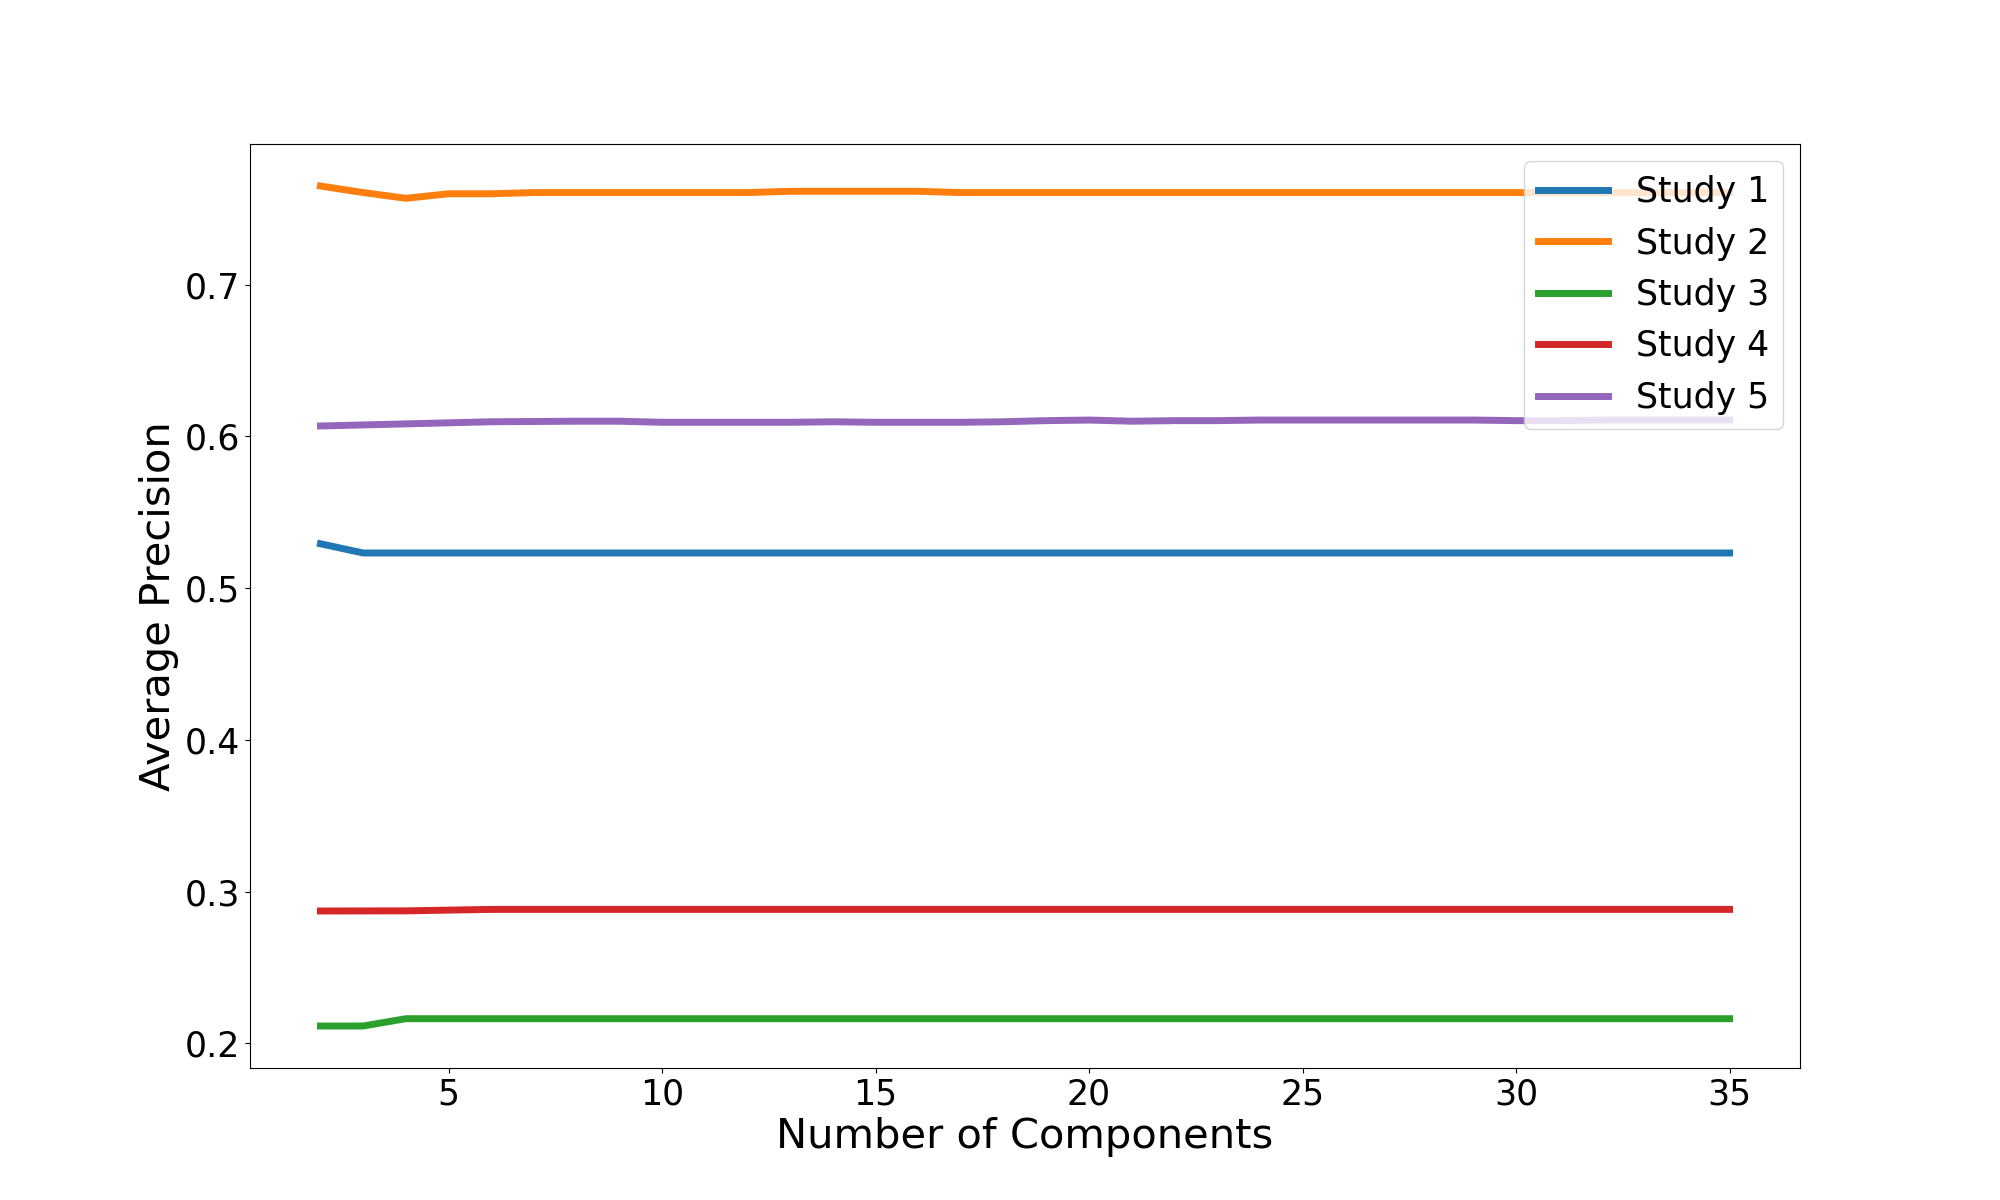 Study 1
Study 2
Study 3
Study 4
Study 5
Average Precision
0.7
0.6
0.5
0.4
0.3
0.2
5 10 15 20 25 30 35
Number of Components